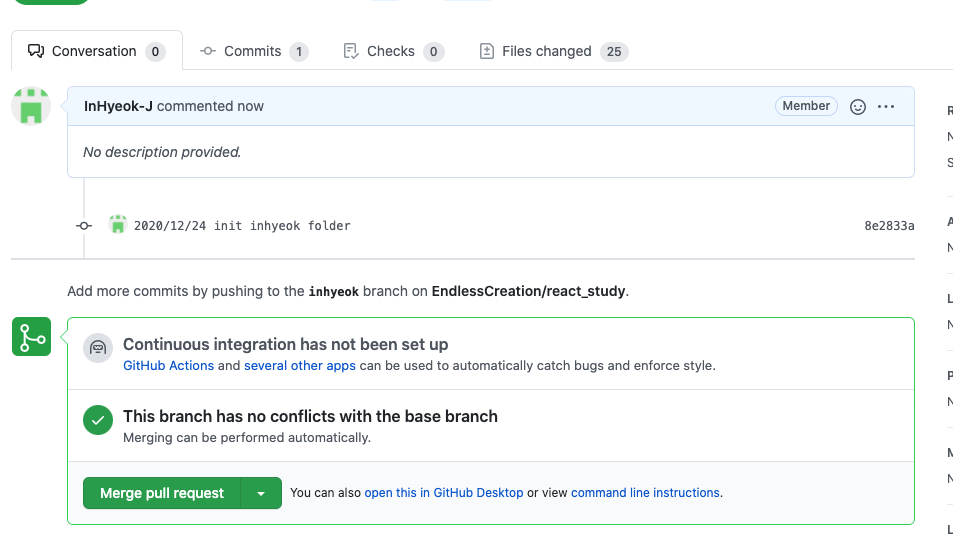 Conversation 0 Commits 1 Checks 0 Files changed 25
InHyeok-J commented now Member
No description provided.
2020/12/24 init inhyeok folder 8e2833a
Add more commits by pushing to the inhyeok branch on EndlessCreation/react_study.
Continuous integration has not been set up
GitHub Actions and several other apps can be used to automatically catch bugs and enforce style.
This branch has no conflicts with the base branch
Merging can be performed automatically.
Merge pull request You can also open this in GitHub Desktop or view command line instructions.